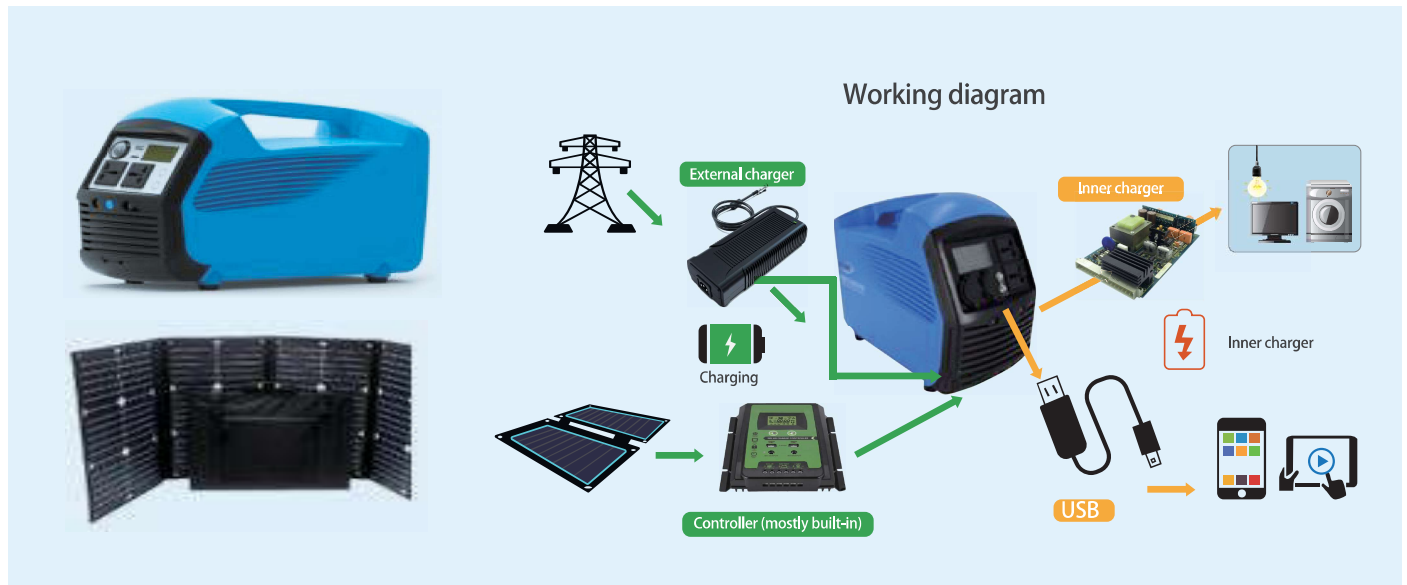 Working diagram
External charger
Inner charger
Charging
Inner charger
Controller (mostly built-in)
USB